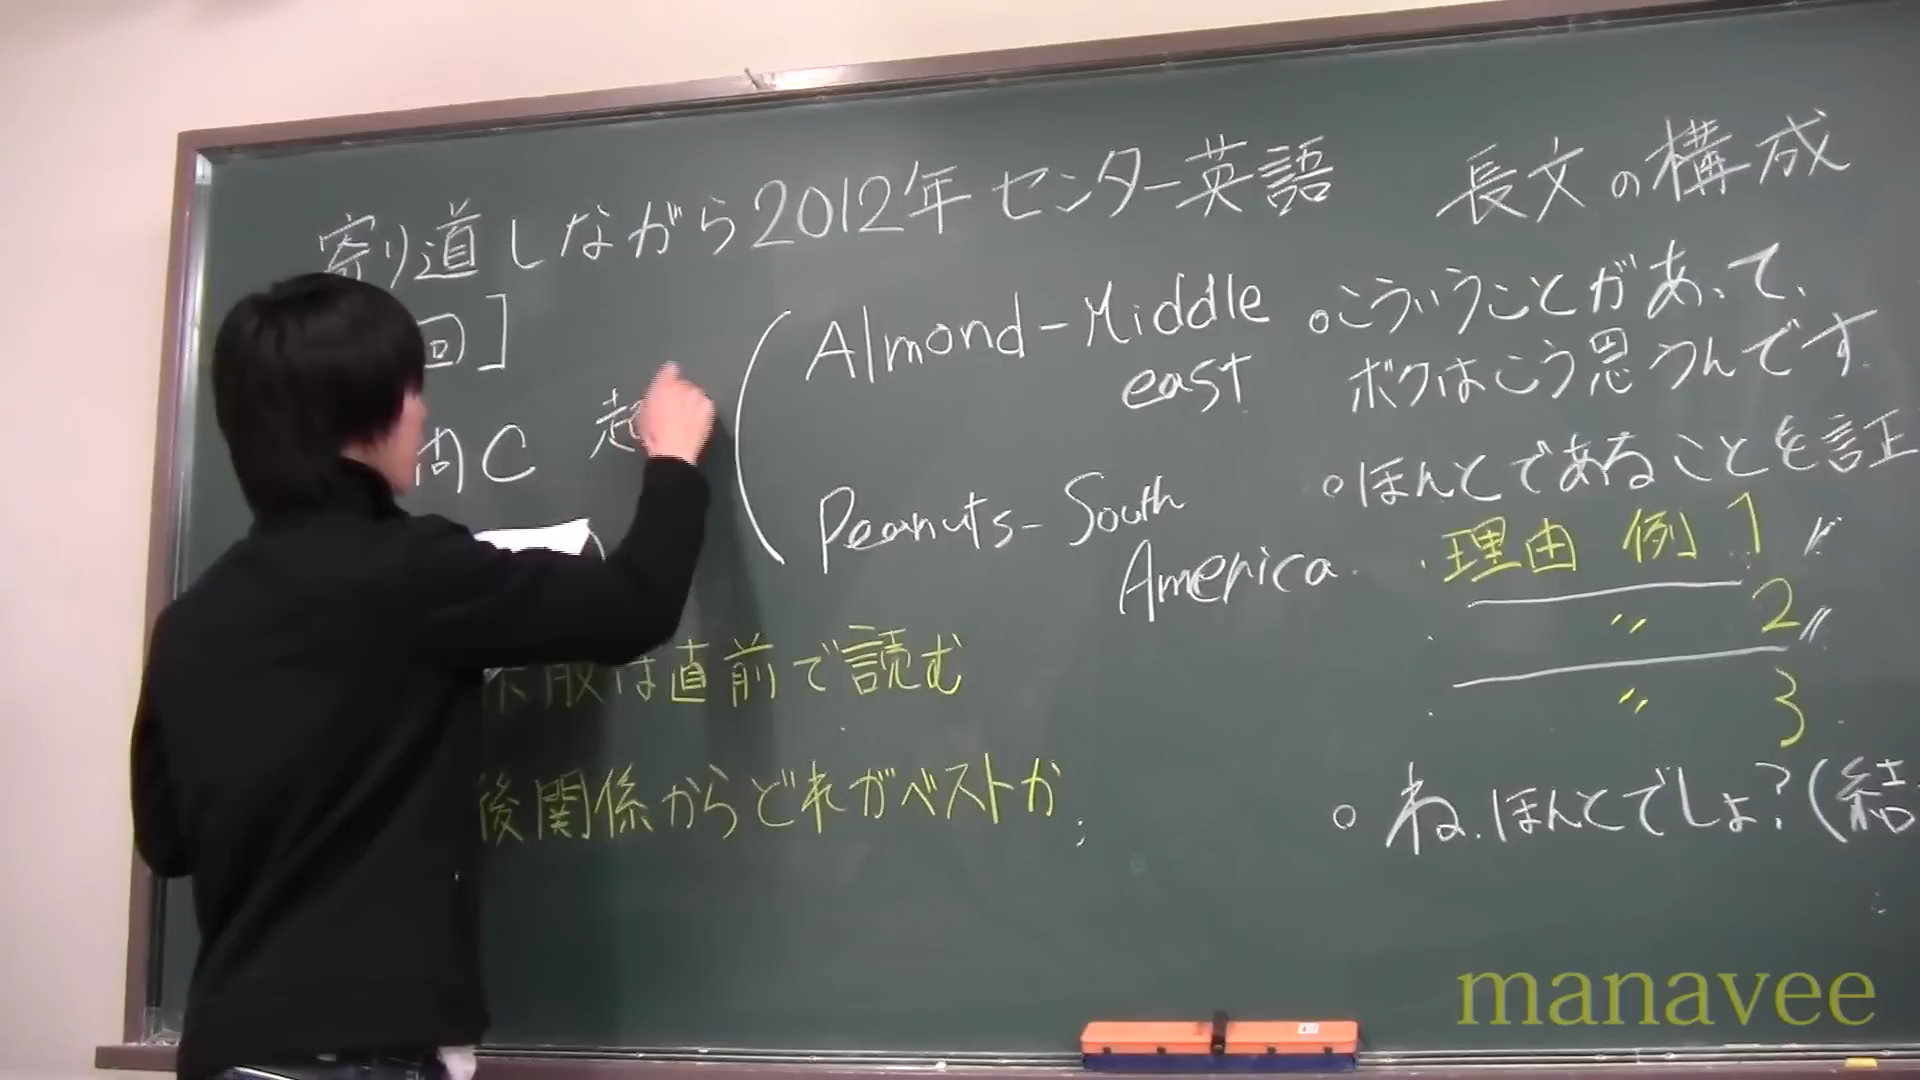 寄り道しながら2012年センター英語
回]
問C
Almond-Middle
east
Peanuts-South
America.
は直前で読む
後関係からどれがベストか
長文の構成
○こういうことがあって、
ボクはこう思うんです.
○ほんとであることを証
・理由 例1 〃
〃 2〃
〃 3
○ ね.ほんとでしょ?(結
manavee